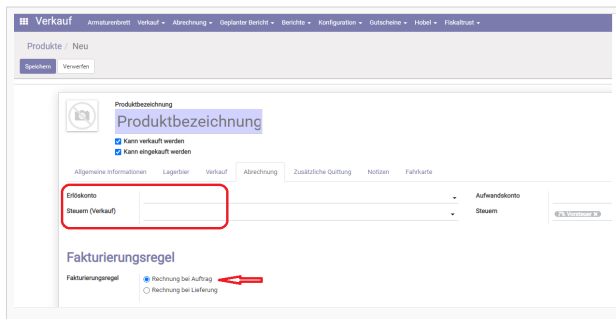 Verkauf Armaturenbrett Verkauf Abrechnung Geplanter Bericht Berichte Konfiguration Gutscheine Hobel Fiskaltrust
Produkte / Neu
Speichern Verwerfen
Produktbezeichnung
Produktbezeichnung
Kann verkauft werden
Kann eingekauft werden
Allgemeine Informationen Lagerbier Verkauf Abrechnung Zusätzliche Quittung Notizen Fahrkarte
Erlöskonto Aufwandskonto
Steuern (Verkauf) Steuern Vorsteuer
Fakturierungsregel
Fakturierungsregel Rechnung bei Auftrag
Rechnung bei Lieferung